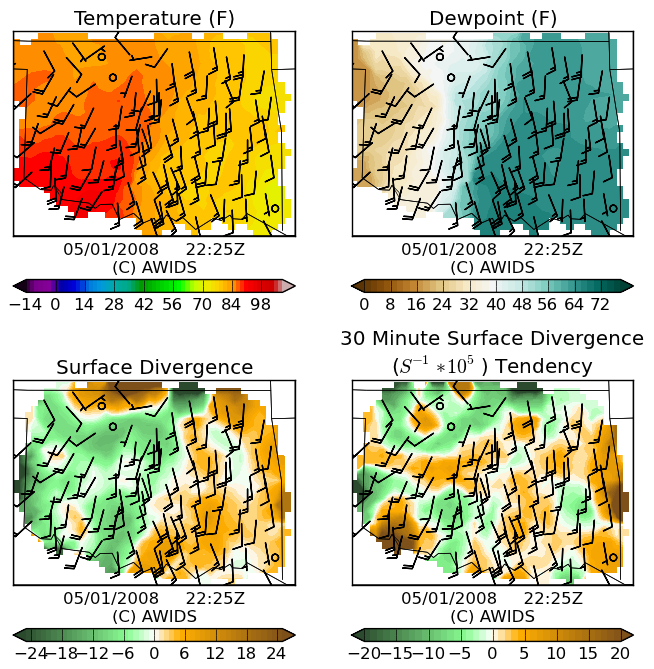 Temperature (F)
Dewpoint (F)
05/01/2008 22:25Z
(C) AWIDS
05/01/2008 22:25Z
(C) AWIDS
−14 0 14 28 42 56 70 84 98
0 8 16 24 32 40 48 56 64 72
Surface Divergence
30 Minute Surface Divergence
(S⁻¹ *10⁵ ) Tendency
05/01/2008 22:25Z
(C) AWIDS
05/01/2008 22:25Z
(C) AWIDS
−24 −18 −12 −6 0 6 12 18 24
−20 −15 −10 −5 0 5 10 15 20